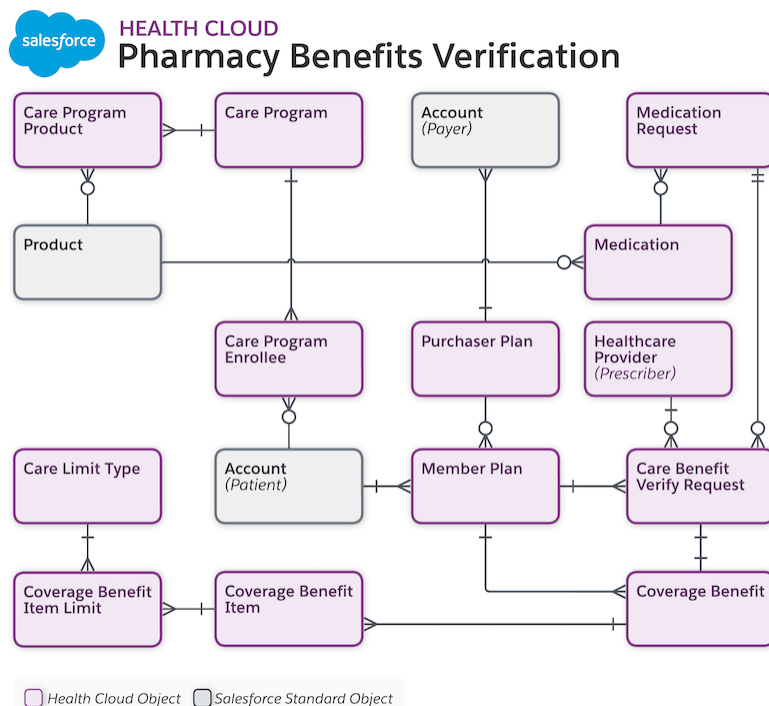 salesforce
HEALTH CLOUD
Pharmacy Benefits Verification
Care Program
Product
Care Program
Account
(Payer)
Medication
Request
Product
Medication
Care Program
Enrollee
Purchaser Plan
Healthcare
Provider
(Prescriber)
Care Limit Type
Account
(Patient)
Member Plan
Care Benefit
Verify Request
Coverage Benefit
Item Limit
Coverage Benefit
Item
Coverage Benefit
Health Cloud Object
Salesforce Standard Object